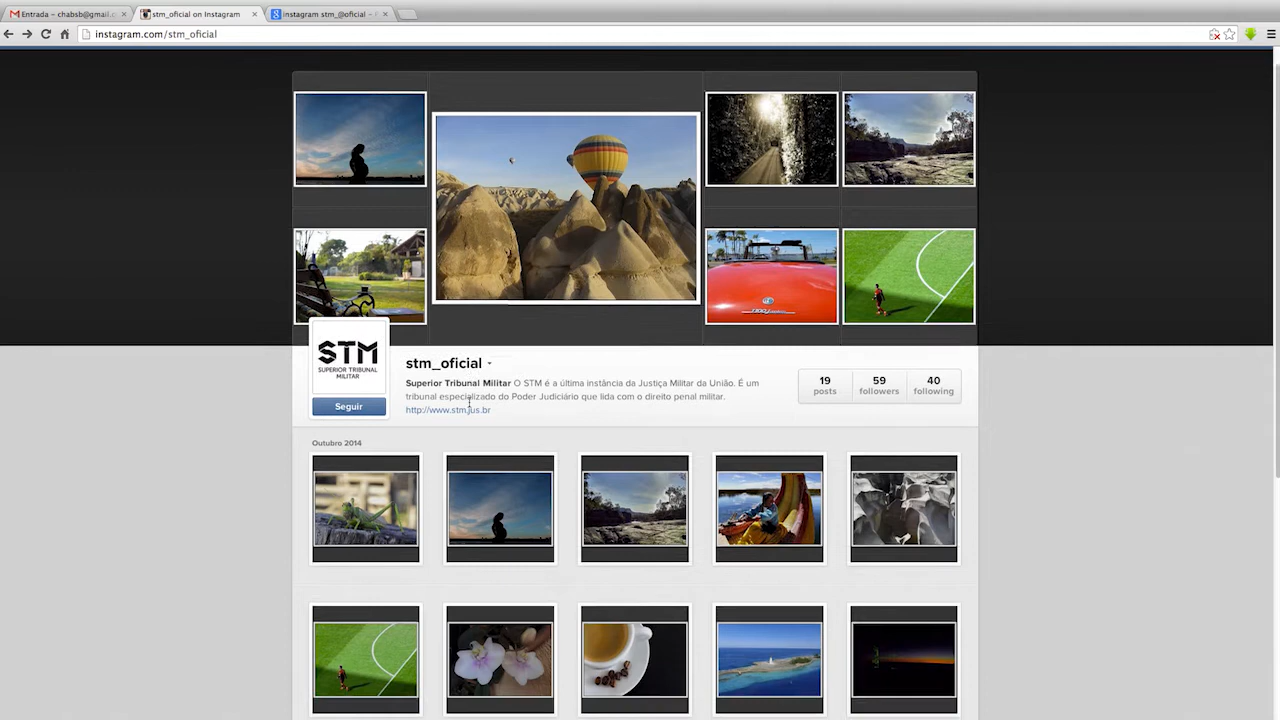 Entrada – chabsb@gmail.c
stm_oficial on Instagram
instagram stm_@oficial –
instagram.com/stm_oficial
STM
SUPERIOR TRIBUNAL
MILITAR
Seguir
stm_oficial
Superior Tribunal Militar O STM é a última instância da Justiça Militar da União. É um
tribunal especializado do Poder Judiciário que lida com o direito penal militar.
http://www.stm.jus.br
19
posts
59
followers
40
following
Outubro 2014